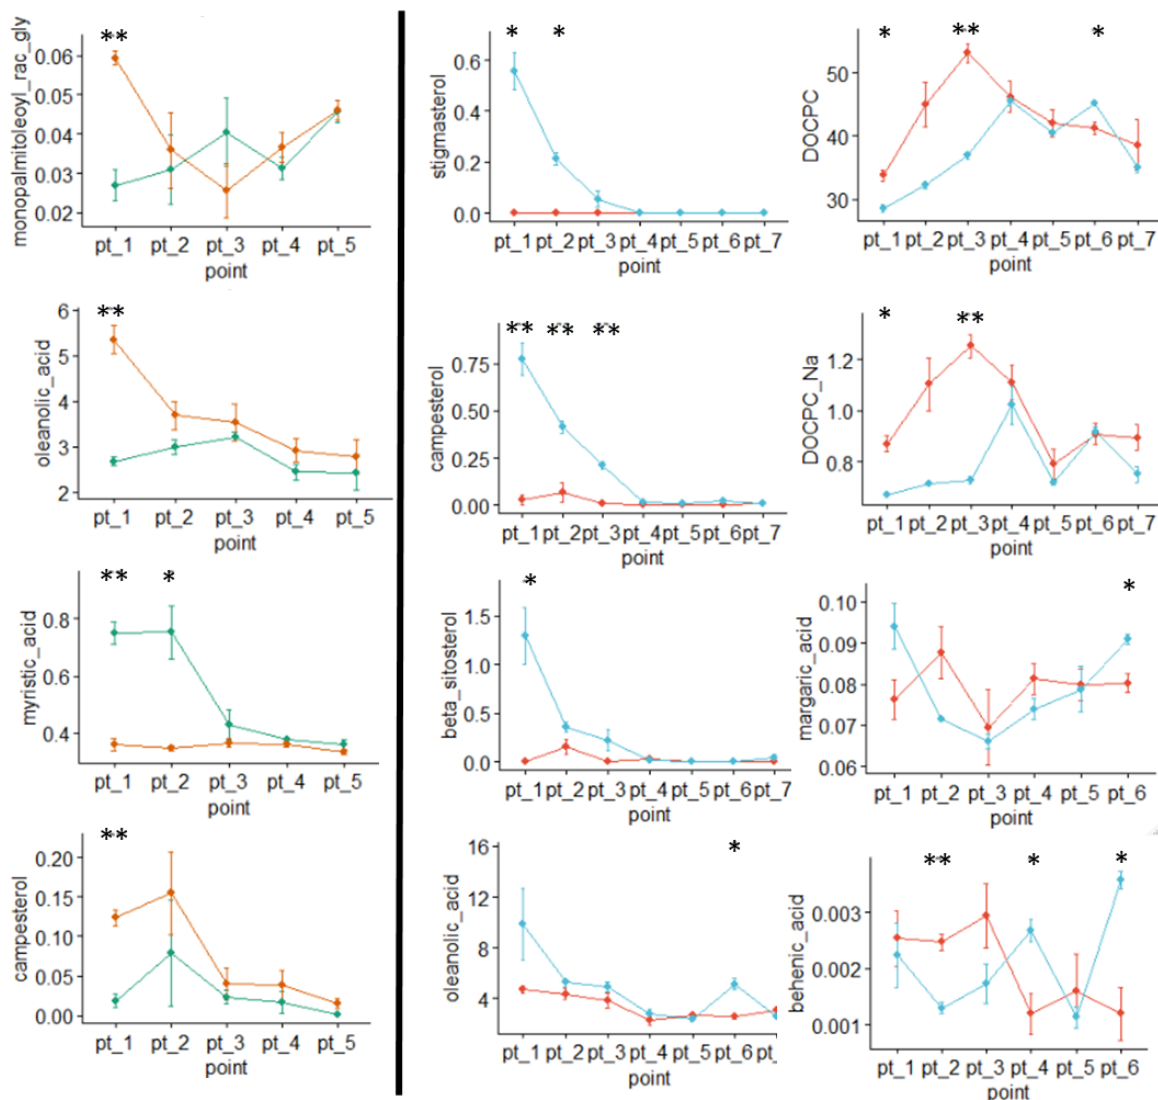 **
monopalmitoleoyl_rac_gly
0.06
0.05
0.04
0.03
0.02
pt_1 pt_2 pt_3 pt_4 pt_5
point
**
oleanolic_acid
6
5
4
3
2
pt_1 pt_2 pt_3 pt_4 pt_5
point
** *
myristic_acid
0.8
0.6
0.4
pt_1 pt_2 pt_3 pt_4 pt_5
point
**
campesterol
0.20
0.15
0.10
0.05
0.00
pt_1 pt_2 pt_3 pt_4 pt_5
point
* *
stigmasterol
0.6
0.4
0.2
0.0
pt_1 pt_2 pt_3 pt_4 pt_5 pt_6 pt_7
point
** ** **
campesterol
0.75
0.50
0.25
0.00
pt_1 pt_2 pt_3 pt_4 pt_5 pt_6 pt_7
point
*
beta_sitosterol
1.5
1.0
0.5
0.0
pt_1 pt_2 pt_3 pt_4 pt_5 pt_6 pt_7
point
*
oleanolic_acid
16
12
8
4
pt_1 pt_2 pt_3 pt_4 pt_5 pt_6 pt_
point
* ** *
DOCPC
50
40
30
pt_1 pt_2 pt_3 pt_4 pt_5 pt_6 pt_7
point
* **
DOCPC_Na
1.2
1.0
0.8
pt_1 pt_2 pt_3 pt_4 pt_5 pt_6 pt_7
point
*
margaric_acid
0.10
0.09
0.08
0.07
0.06
pt_1 pt_2 pt_3 pt_4 pt_5 pt_6
point
** * *
behenic_acid
0.003
0.002
0.001
pt_1 pt_2 pt_3 pt_4 pt_5 pt_6
point